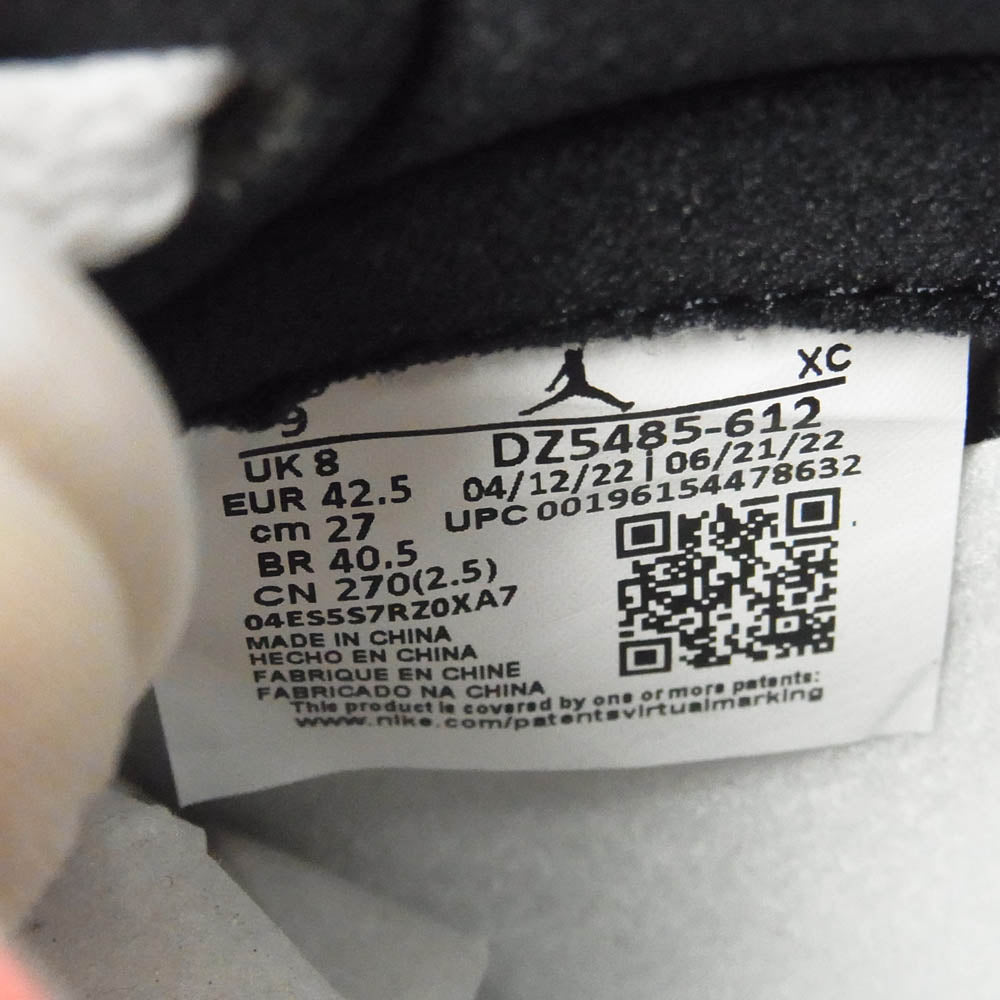 XC
9
UK 8
DZ5485-612
EUR 42.5
04/12/22 | 06/21/22
cm 27
UPC 00196154478632
BR 40.5
CN 270(2.5)
04ES5S7RZ0XA7
MADE IN CHINA
HECHO EN CHINA
FABRIQUE EN CHINE
FABRICADO NA CHINA
This product is covered by one or more patents:
www.nike.com/patentsvirtualmarking